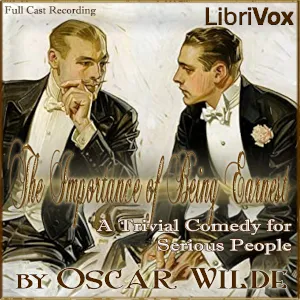 Full Cast Recording
LibriVox
The Importance of Being Earnest
A Trivial Comedy for
Serious People
by Oscar Wilde